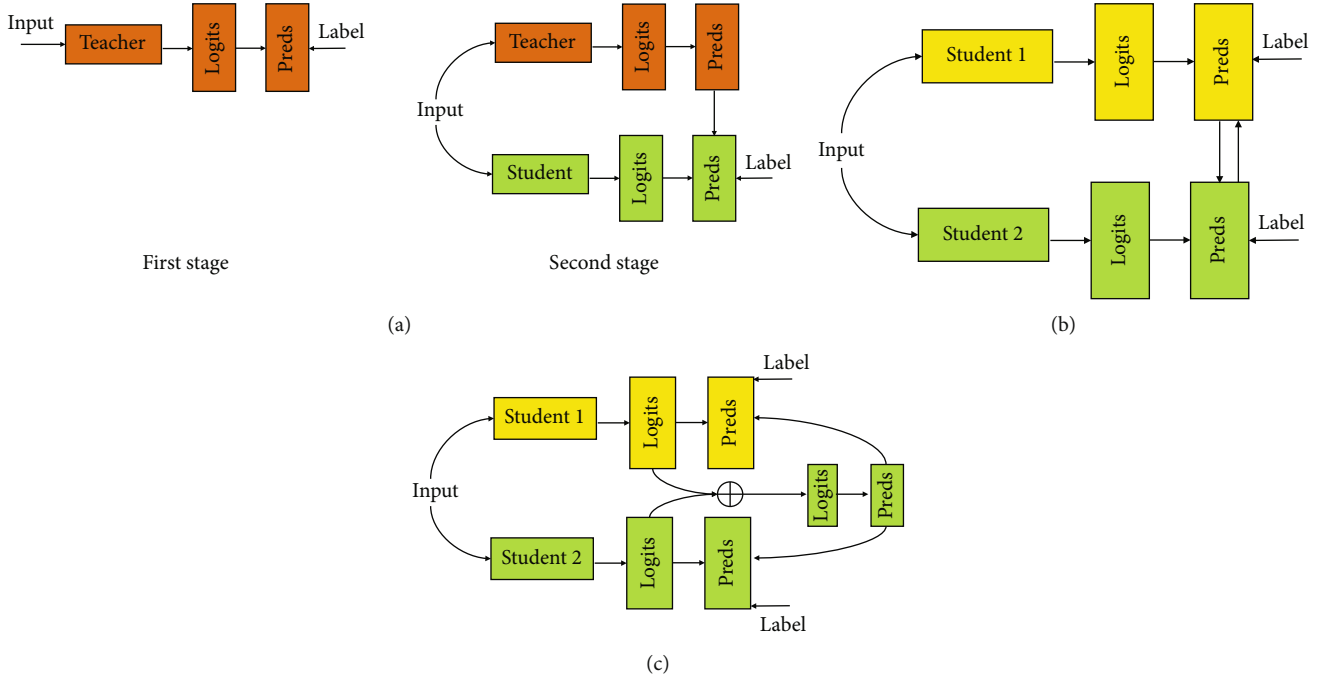 Input
Teacher
Logits
Preds
Label
First stage
Teacher
Logits
Preds
Input
Student
Logits
Preds
Label
Second stage
(a)
Student 1
Logits
Preds
Label
Input
Student 2
Logits
Preds
Label
(b)
Label
Student 1
Logits
Preds
Input
Logits
Preds
Student 2
Logits
Preds
Label
(c)